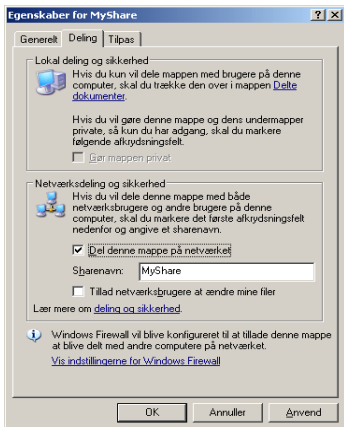 Egenskaber for MyShare
Generelt Deling Tilpas
Lokal deling og sikkerhed
Hvis du kun vil dele mappen med brugere på denne
computer, skal du trække den over i mappen Delte
dokumenter.
Hvis du vil gøre denne mappe og dens undermapper
private, så kun du har adgang, skal du markere
følgende afkrydsningsfelt.
Gør mappen privat
Netværksdeling og sikkerhed
Hvis du vil dele denne mappe med både
netværksbrugere og andre brugere på denne
computer, skal du markere det første afkrydsningsfelt
nedenfor og angive et sharenavn.
Del denne mappe på netværket
Sharenavn: MyShare
Tillad netværksbrugere at ændre mine filer
Lær mere om deling og sikkerhed.
Windows Firewall vil blive konfigureret til at tillade denne mappe
at blive delt med andre computere på netværket.
Vis indstillingerne for Windows Firewall
OK Annuller Anvend